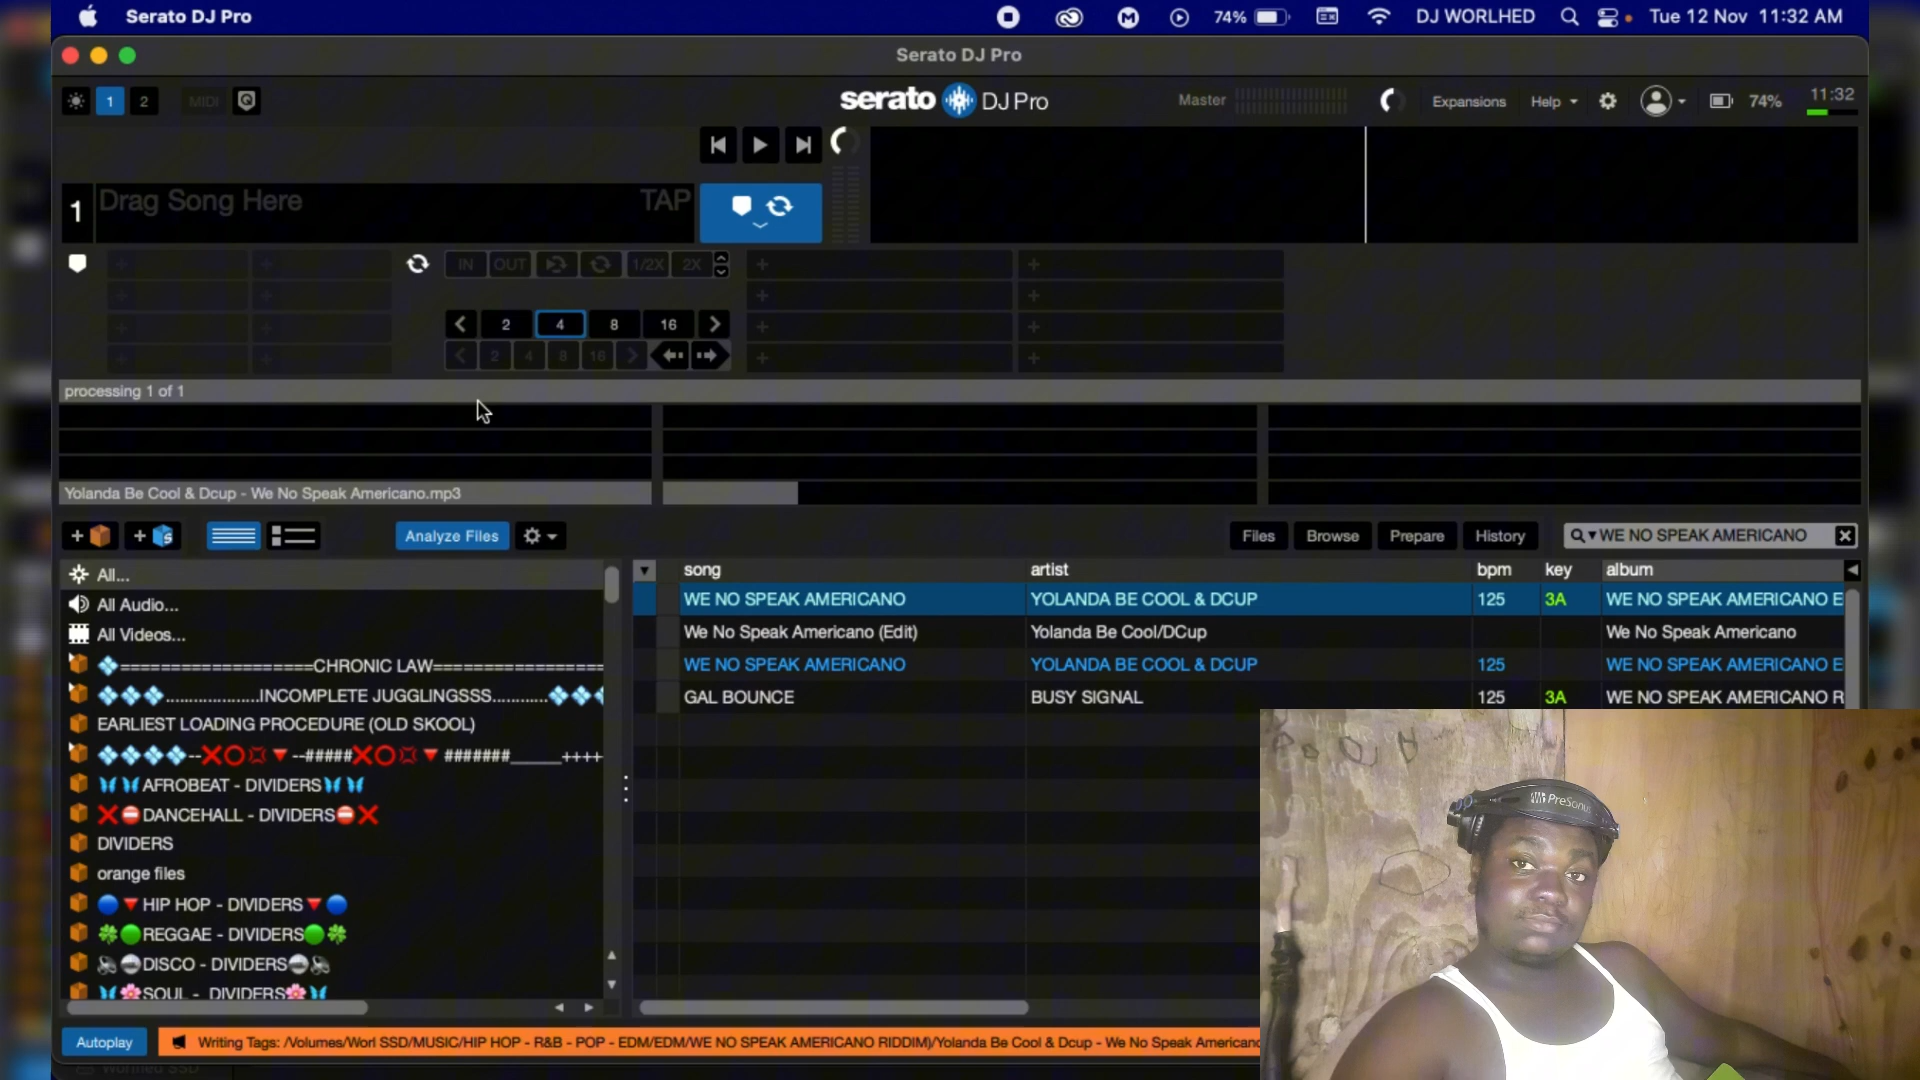 Serato DJ Pro
74%
DJ WORLHED
Tue 12 Nov 11:32 AM
Serato DJ Pro
1
2
MIDI
serato DJ Pro
Master
Expansions
Help
74%
11:32
1
Drag Song Here
TAP
IN
OUT
1/2X
2X
2
4
8
16
2
4
8
16
processing 1 of 1
Yolanda Be Cool & Dcup - We No Speak Americano.mp3
Analyze Files
Files
Browse
Prepare
History
WE NO SPEAK AMERICANO
song artist bpm key album
WE NO SPEAK AMERICANO YOLANDA BE COOL & DCUP 125 3A WE NO SPEAK AMERICANO E
We No Speak Americano (Edit) Yolanda Be Cool/DCup We No Speak Americano
WE NO SPEAK AMERICANO YOLANDA BE COOL & DCUP 125 WE NO SPEAK AMERICANO E
GAL BOUNCE BUSY SIGNAL 125 3A WE NO SPEAK AMERICANO R
All...
All Audio...
All Videos...
💠====================CHRONIC LAW====================
💠💠💠....................INCOMPLETE JUGGLINGSSS...........💠💠💠
EARLIEST LOADING PROCEDURE (OLD SKOOL)
💠💠💠💠--❌⭕💢🔻--#####❌⭕💢🔻#######______++++
🦋🦋AFROBEAT - DIVIDERS🦋🦋
❌⛔DANCEHALL - DIVIDERS⛔❌
DIVIDERS
orange files
🔵🔻HIP HOP - DIVIDERS🔻🔵
🍀🟢REGGAE - DIVIDERS🟢🍀
DISCO - DIVIDERS
🦋🌸SOUL - DIVIDERS🌸🦋
PreSonus
Autoplay
Writing Tags: /Volumes/Worl SSD/MUSIC/HIP HOP - R&B - POP - EDM/EDM/WE NO SPEAK AMERICANO RIDDIM)/Yolanda Be Cool & Dcup - We No Speak Americano
Worlhed SSD